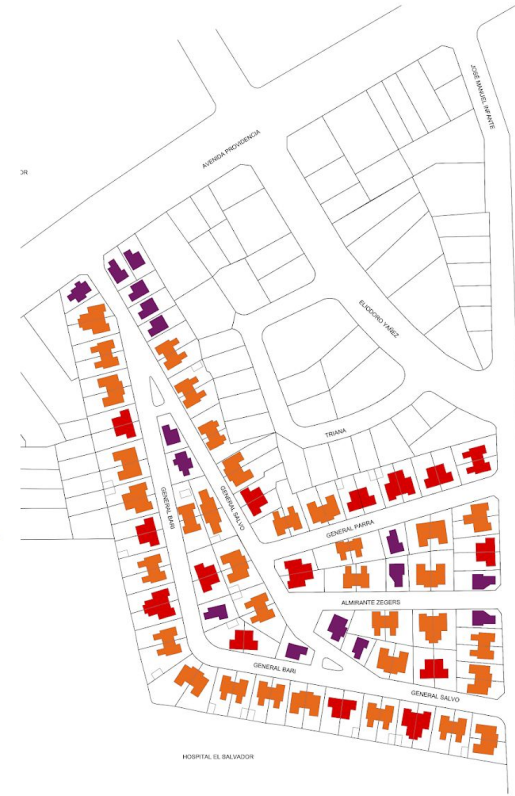 OR
AVENIDA PROVIDENCIA
JOSE MANUEL INFANTE
ELIODORO YAÑEZ
TRIANA
GENERAL BARI
GENERAL SALVO
GENERAL PARRA
ALMIRANTE ZEGERS
GENERAL BARI
GENERAL SALVO
HOSPITAL EL SALVADOR